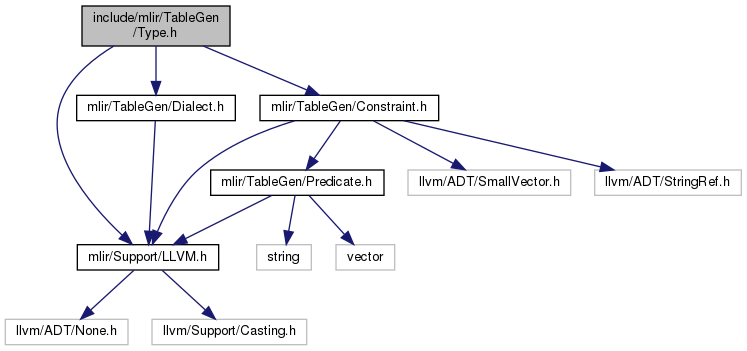 include/mlir/TableGen
/Type.h
mlir/TableGen/Dialect.h
mlir/TableGen/Constraint.h
mlir/TableGen/Predicate.h
llvm/ADT/SmallVector.h
llvm/ADT/StringRef.h
mlir/Support/LLVM.h
string
vector
llvm/ADT/None.h
llvm/Support/Casting.h